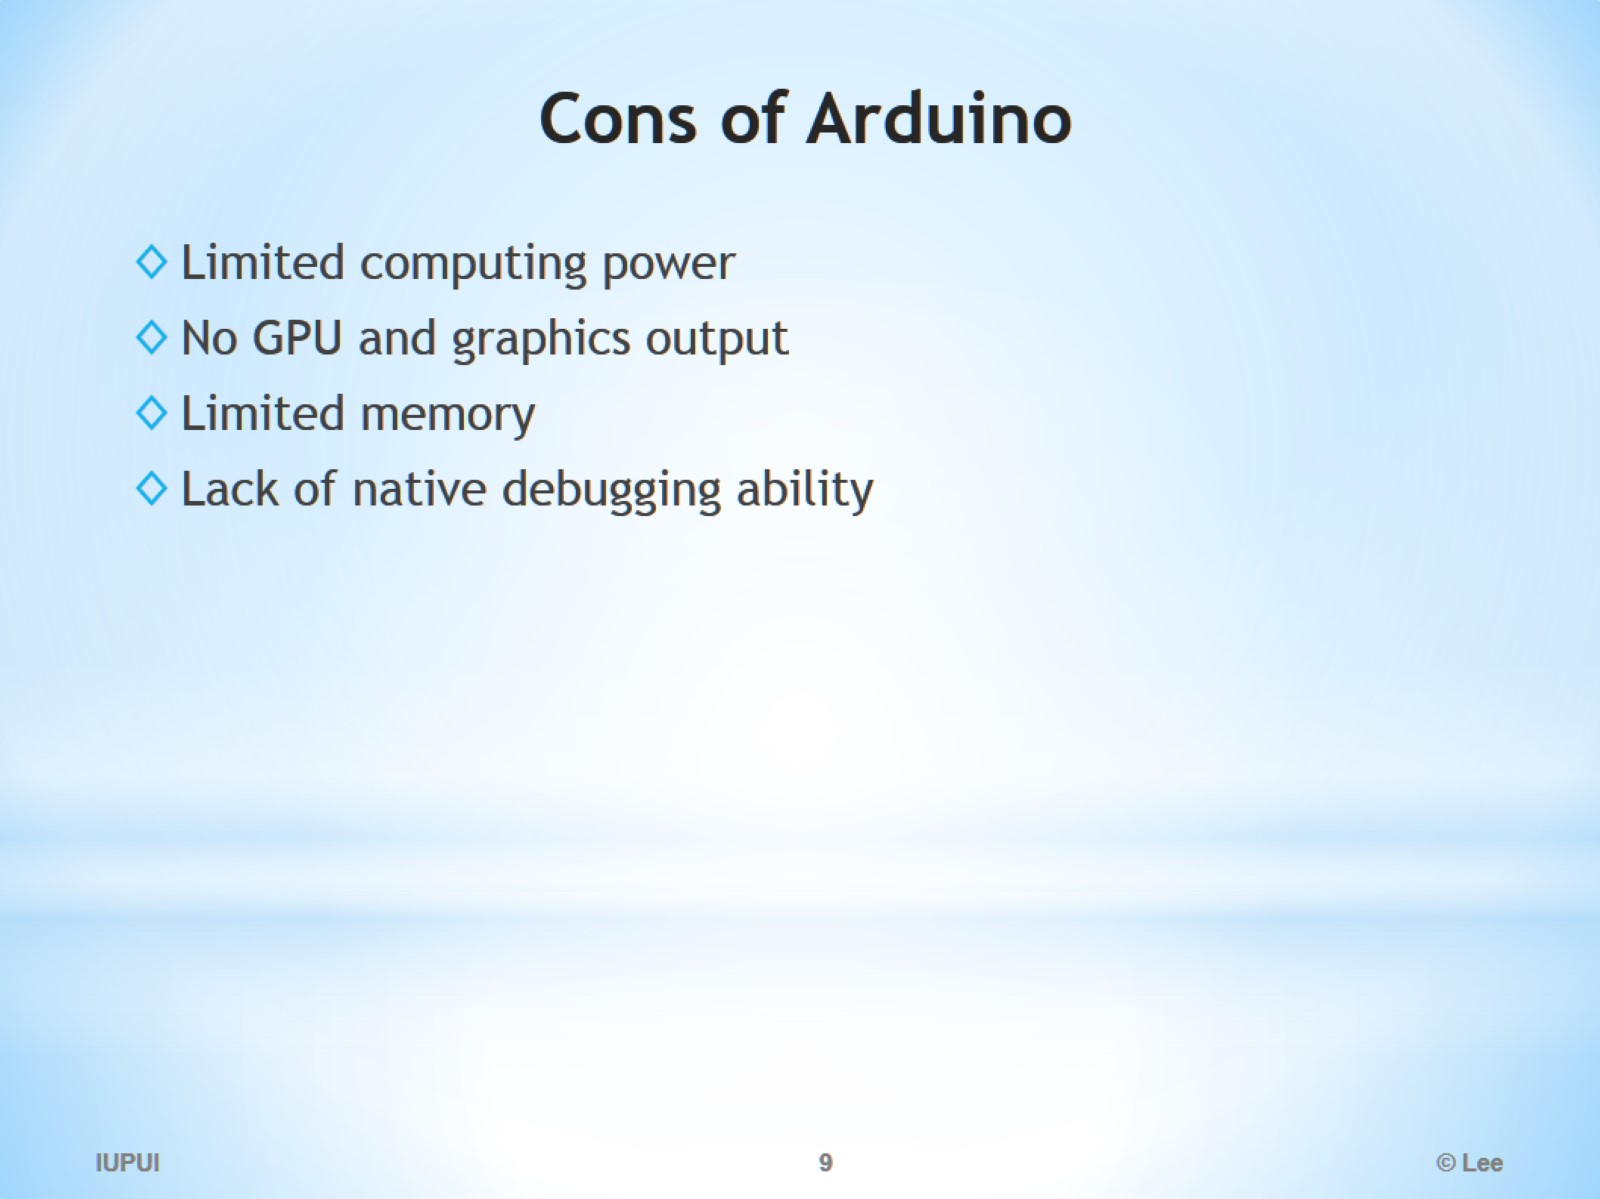 Cons of Arduino
◇ Limited computing power
◇ No GPU and graphics output
◇ Limited memory
◇ Lack of native debugging ability
IUPUI 9 © Lee